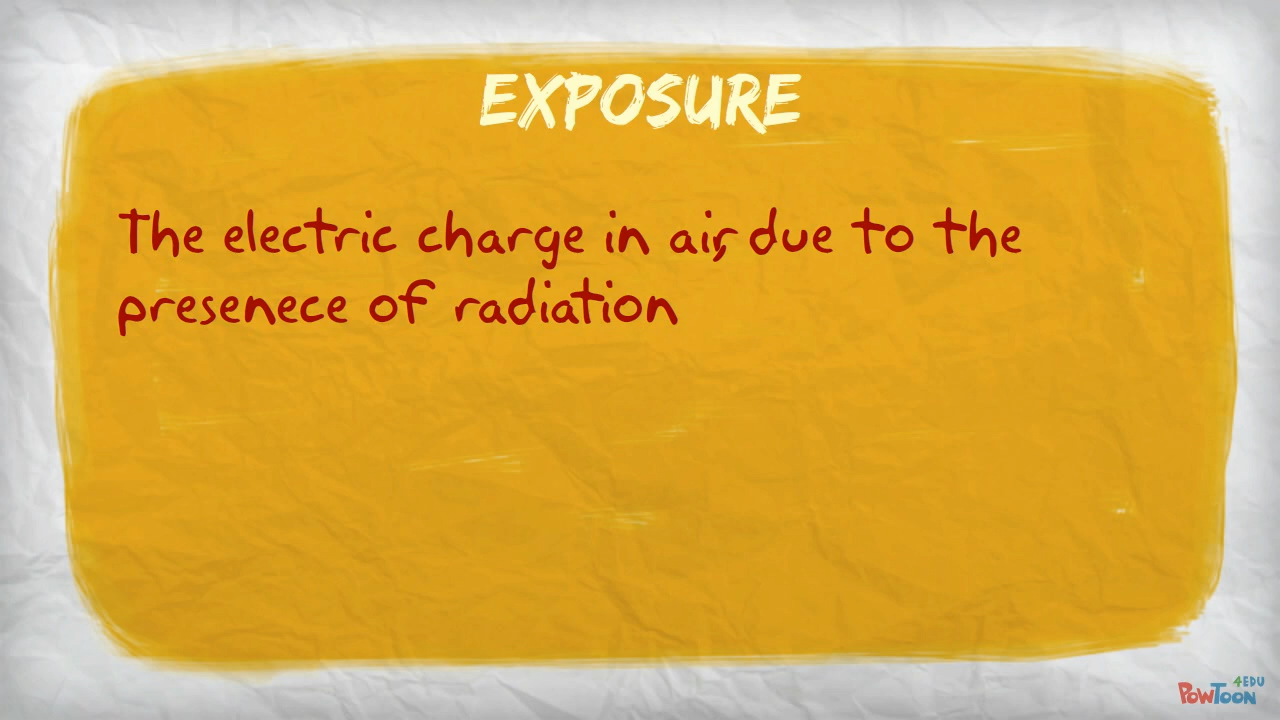 EXPOSURE
The electric charge in air, due to the
presenece of radiation
4EDU
POWTOON